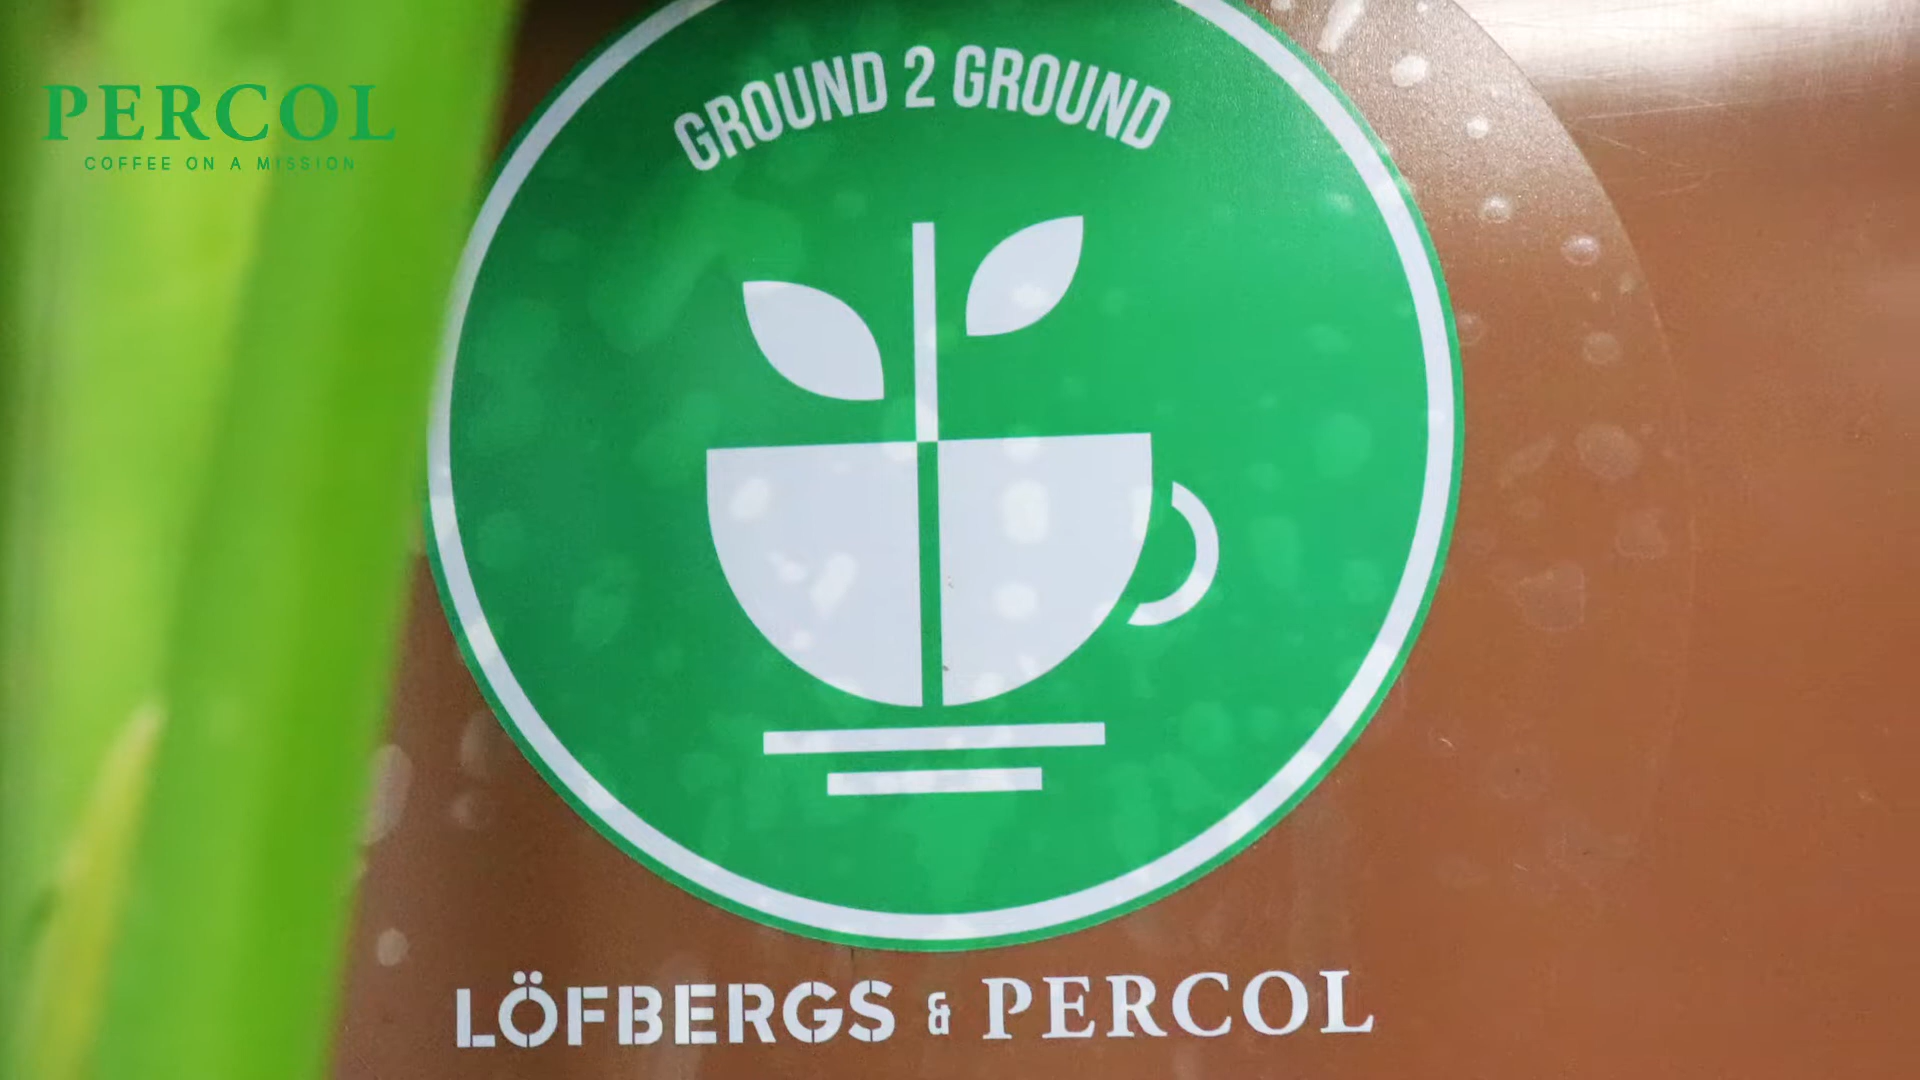 PERCOL
COFFEE ON A MISSION
GROUND 2 GROUND
LÖFBERGS & PERCOL